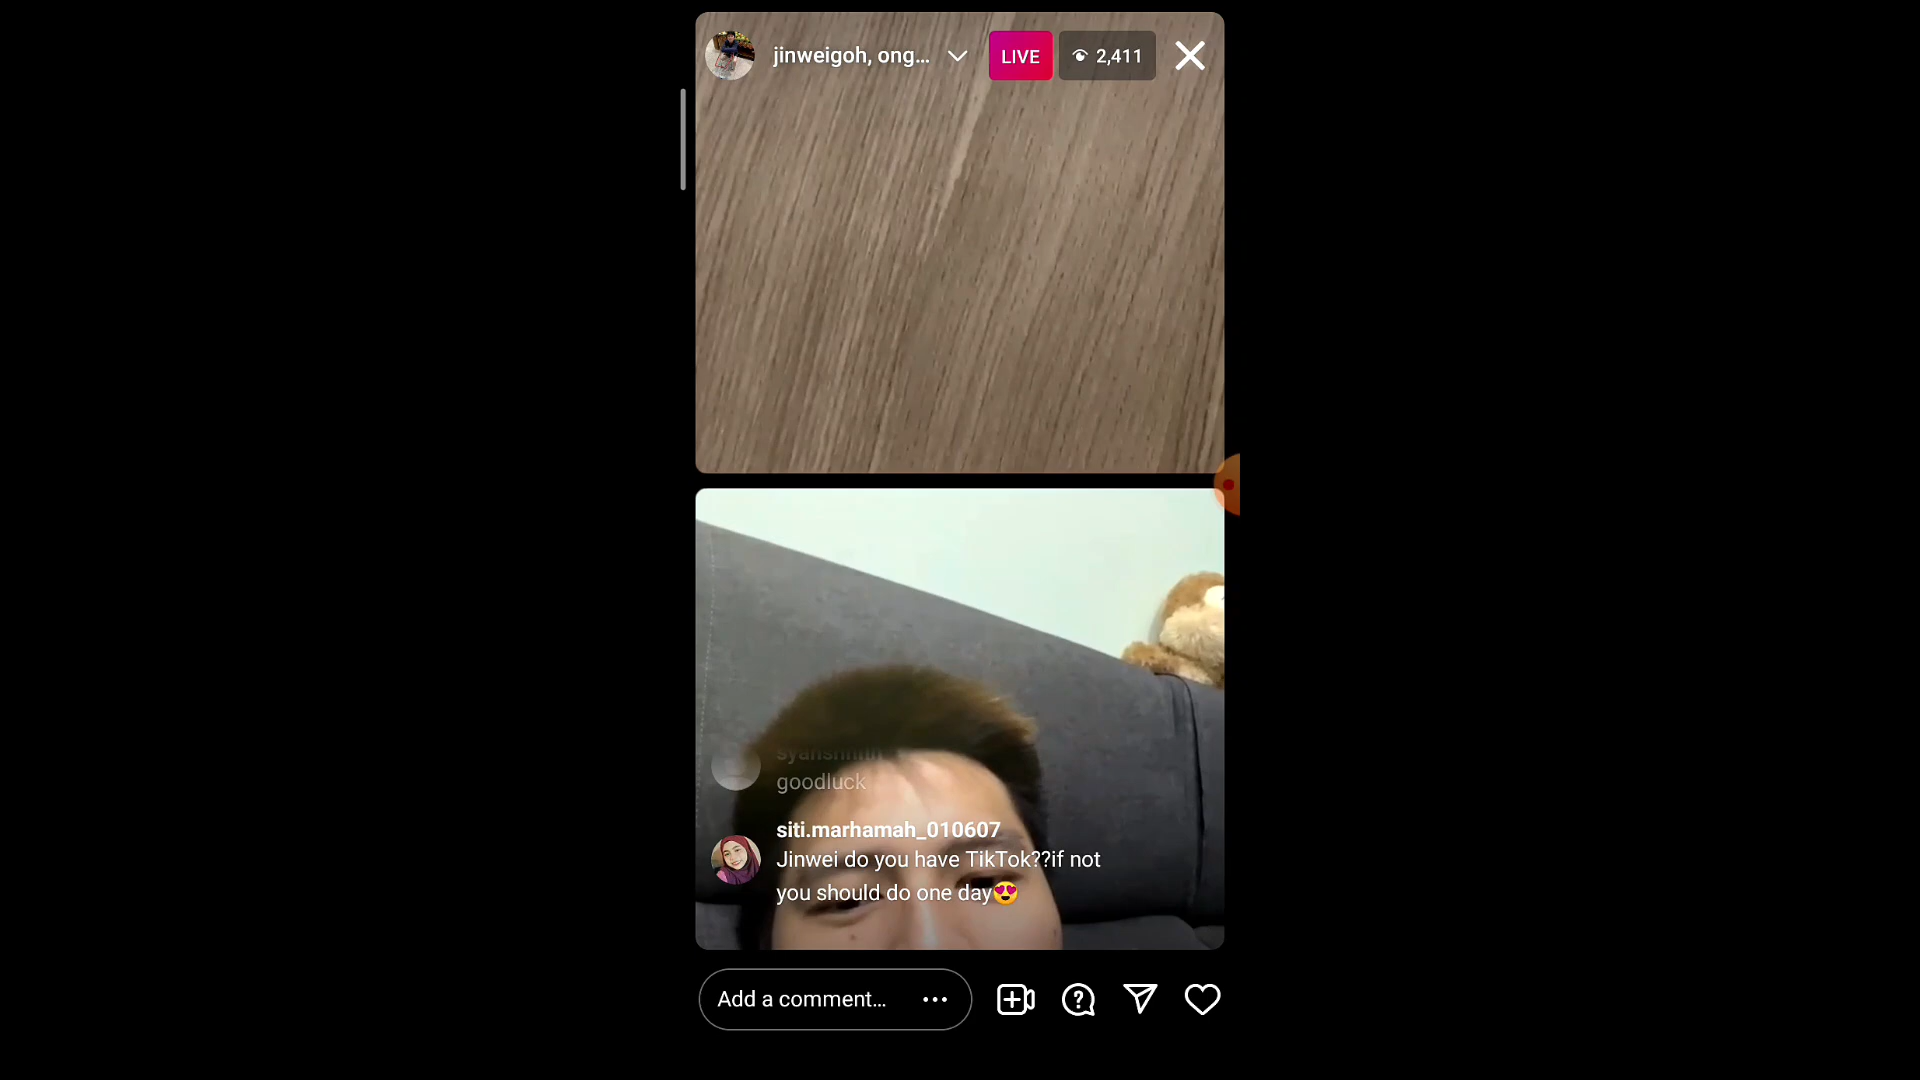 jinweigoh, ong...
LIVE
2,411
goodluck
siti.marhamah_010607
Jinwei do you have TikTok??if not
you should do one day😍
Add a comment...